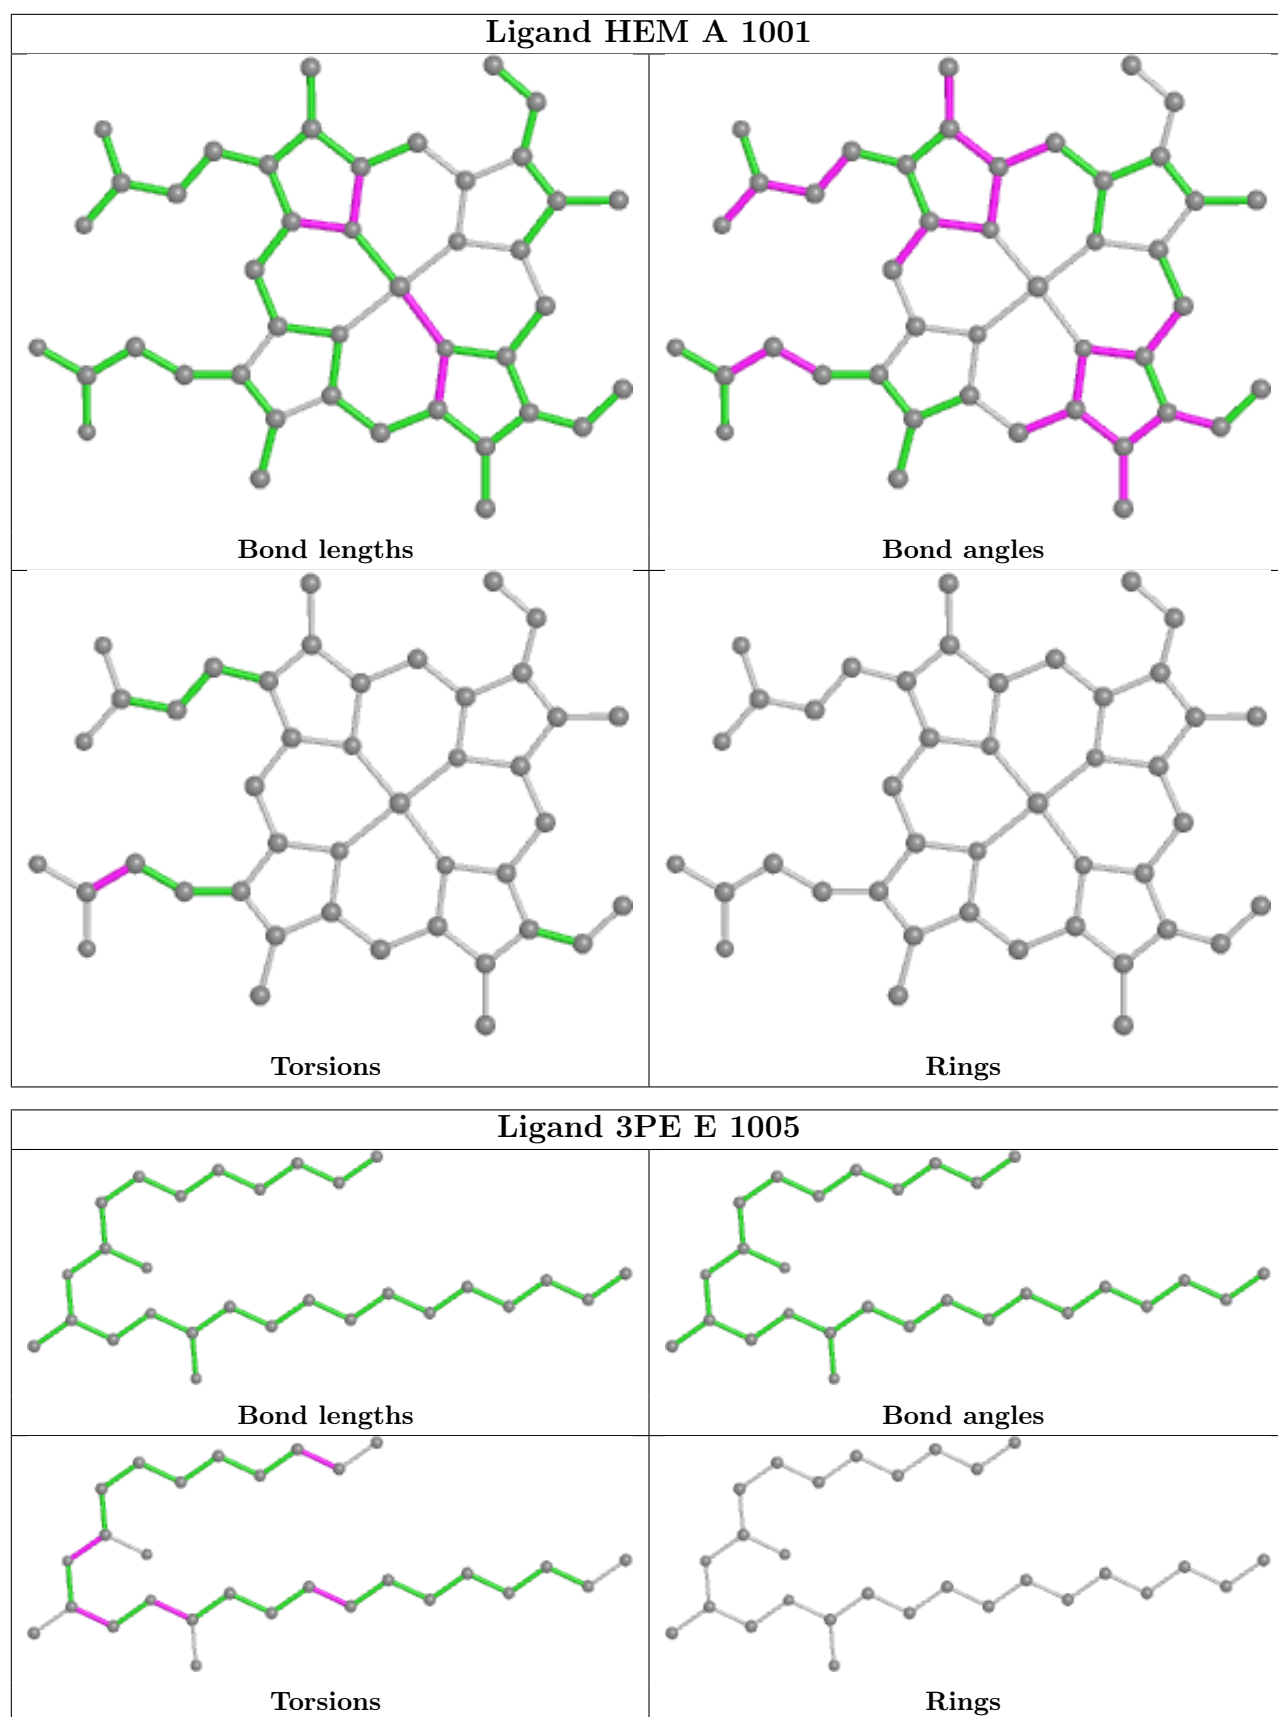 Ligand HEM A 1001
Bond lengths
Bond angles
Torsions
Rings
Ligand 3PE E 1005
Bond lengths
Bond angles
Torsions
Rings